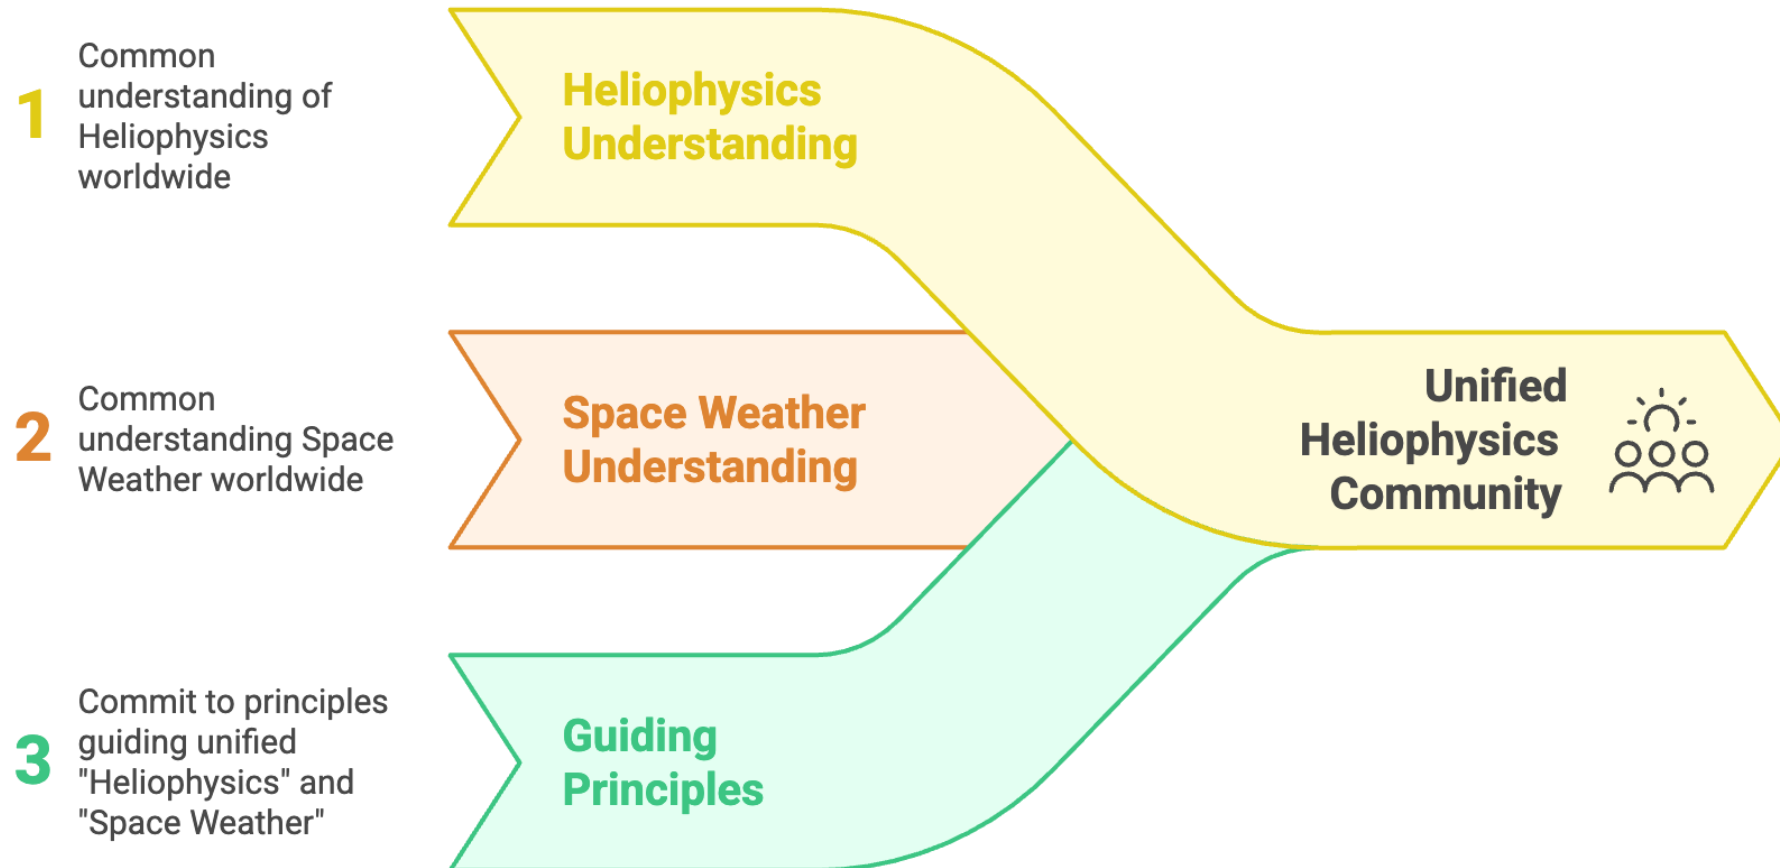 1
Common
understanding of
Heliophysics
worldwide
Heliophysics
Understanding
2
Common
understanding Space
Weather worldwide
Space Weather
Understanding
3
Commit to principles
guiding unified
"Heliophysics" and
"Space Weather"
Guiding
Principles
Unified
Heliophysics
Community